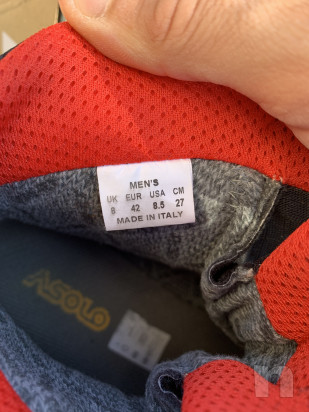 MEN'S
UK EUR USA CM
8 42 8.5 27
MADE IN ITALY
ASOLO